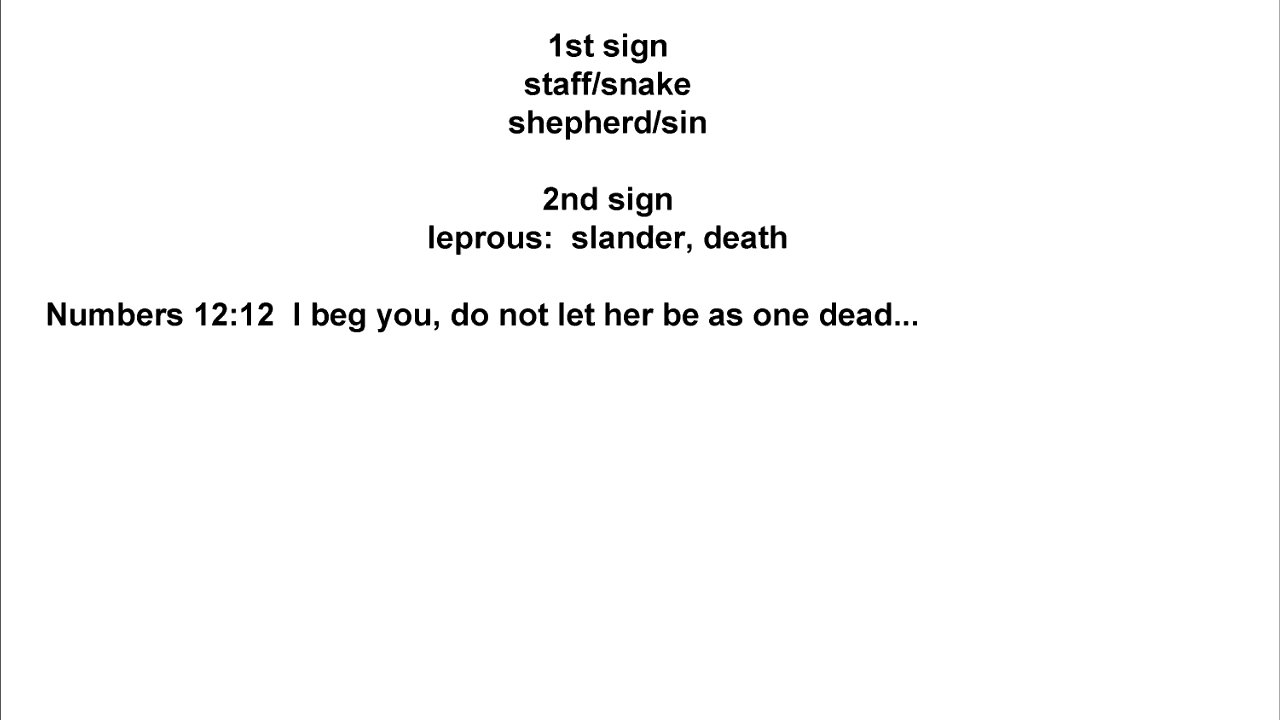 1st sign
staff/snake
shepherd/sin
2nd sign
leprous:  slander, death
Numbers 12:12  I beg you, do not let her be as one dead...